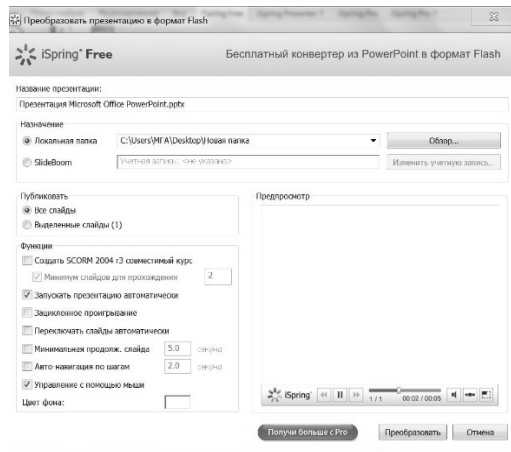 Преобразовать презентацию в формат Flash
iSpring® Free
Бесплатный конвертер из PowerPoint в формат Flash
Название презентации:
Презентация Microsoft Office PowerPoint.pptx
Назначение
Локальная папка
C:\Users\МГА\Desktop\Новая папка
Обзор...
SlideBoom
Учетная запись: <не указана>
Изменить учетную запись...
Публиковать
Все слайды
Выделенные слайды (1)
Функции
Создать SCORM 2004 r3 совместимый курс
Минимум слайдов для прохождения
2
Запускать презентацию автоматически
Зацикленное проигрывание
Переключать слайды автоматически
Минимальная продолж. слайда
5.0
секунд
Авто-навигация по шагам
2.0
секунд
Управление с помощью мыши
Цвет фона:
Предпросмотр
iSpring
1 / 1
00:02 / 00:05
Получи больше с Pro
Преобразовать
Отмена